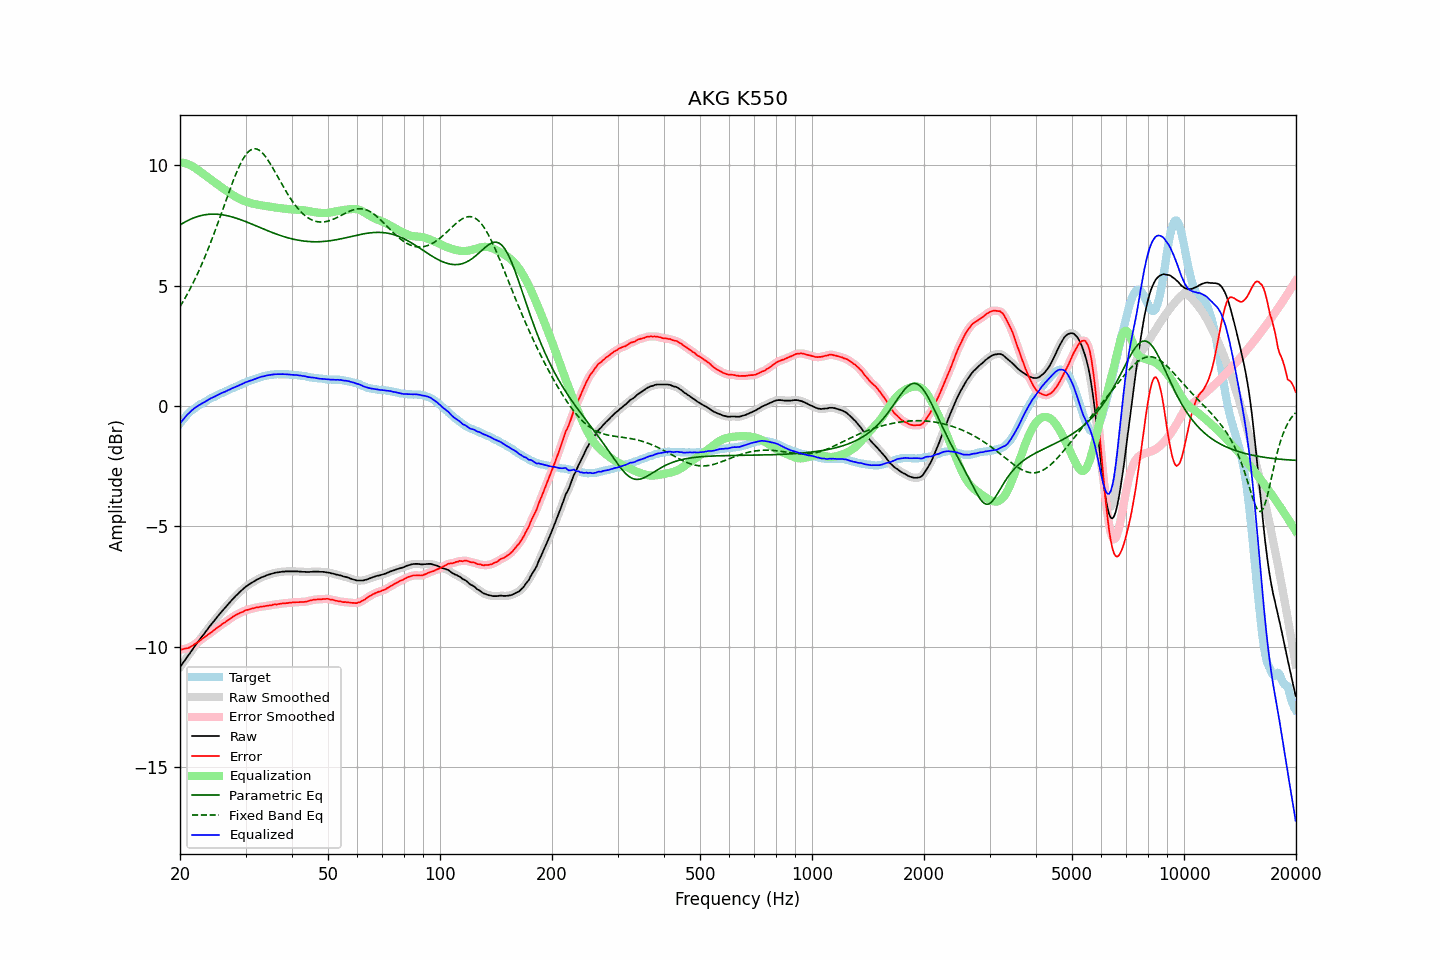 AKG K550
Amplitude (dBr)
10
5
0
−5
−10
−15
Target
Raw Smoothed
Error Smoothed
Raw
Error
Equalization
Parametric Eq
Fixed Band Eq
Equalized
20 50 100 200 500 1000 2000 5000 10000 20000
Frequency (Hz)